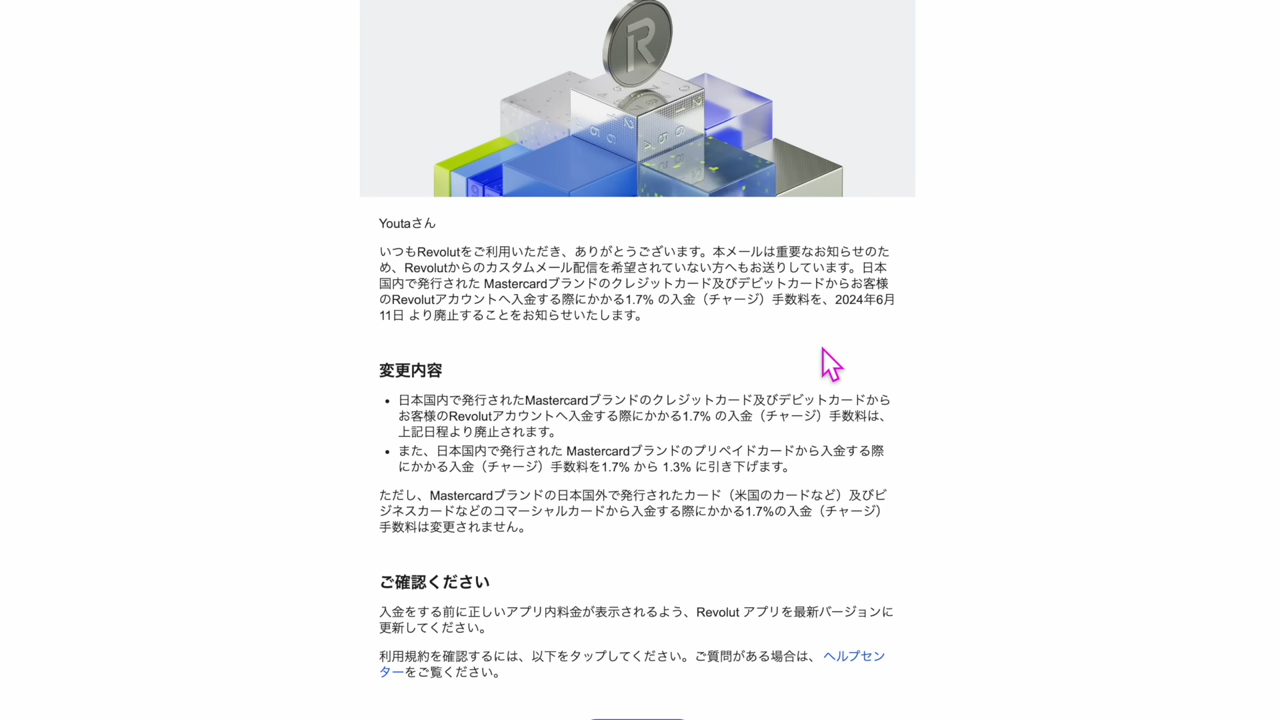 Youtaさん
いつもRevolutをご利用いただき、ありがとうございます。本メールは重要なお知らせのた
め、Revolutからのカスタムメール配信を希望されていない方へもお送りしています。日本
国内で発行された Mastercardブランドのクレジットカード及びデビットカードからお客様
のRevolutアカウントへ入金する際にかかる1.7% の入金（チャージ）手数料を、2024年6月
11日 より廃止することをお知らせいたします。
変更内容
• 日本国内で発行されたMastercardブランドのクレジットカード及びデビットカードから
お客様のRevolutアカウントへ入金する際にかかる1.7% の入金（チャージ）手数料は、
上記日程より廃止されます。
• また、日本国内で発行された Mastercardブランドのプリペイドカードから入金する際
にかかる入金（チャージ）手数料を1.7% から 1.3% に引き下げます。
ただし、Mastercardブランドの日本国外で発行されたカード（米国のカードなど）及びビ
ジネスカードなどのコマーシャルカードから入金する際にかかる1.7%の入金（チャージ）
手数料は変更されません。
ご確認ください
入金をする前に正しいアプリ内料金が表示されるよう、Revolut アプリを最新バージョンに
更新してください。
利用規約を確認するには、以下をタップしてください。ご質問がある場合は、 ヘルプセン
ターをご覧ください。